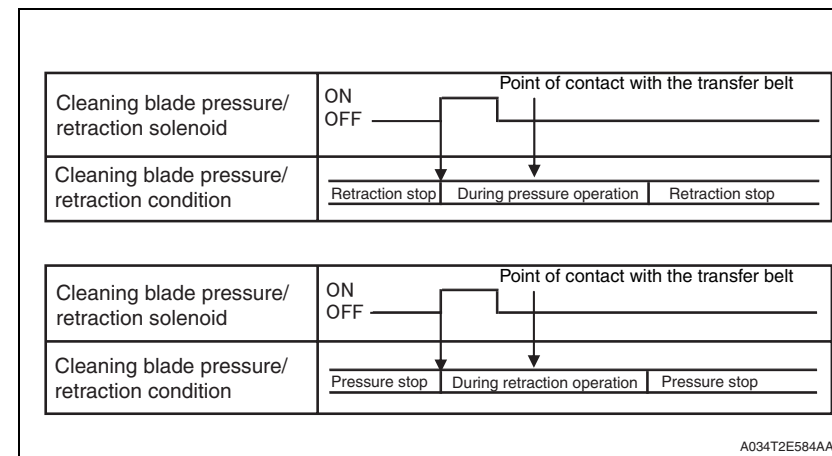 Cleaning blade pressure/
retraction solenoid
ON
OFF
Point of contact with the transfer belt
Cleaning blade pressure/
retraction condition
Retraction stop During pressure operation Retraction stop
Cleaning blade pressure/
retraction solenoid
ON
OFF
Point of contact with the transfer belt
Cleaning blade pressure/
retraction condition
Pressure stop During retraction operation Pressure stop
A034T2E584AA